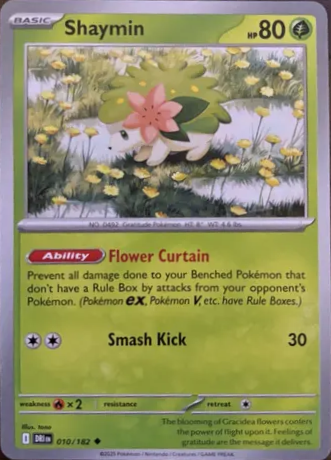 BASIC
Shaymin
HP 80
NO. 0492 Gratitude Pokémon HT: 8" WT: 4.6 lbs.
Ability Flower Curtain
Prevent all damage done to your Benched Pokémon that
don't have a Rule Box by attacks from your opponent's
Pokémon. (Pokémon ex, Pokémon V, etc. have Rule Boxes.)
Smash Kick 30
weakness ×2 resistance retreat
Illus.
DRI EN 010/182
The blooming of Gracidea flowers confers
the power of flight upon it. Feelings of
gratitude are the message it delivers.
©2025 Pokémon / Nintendo / Creatures / GAME FREAK